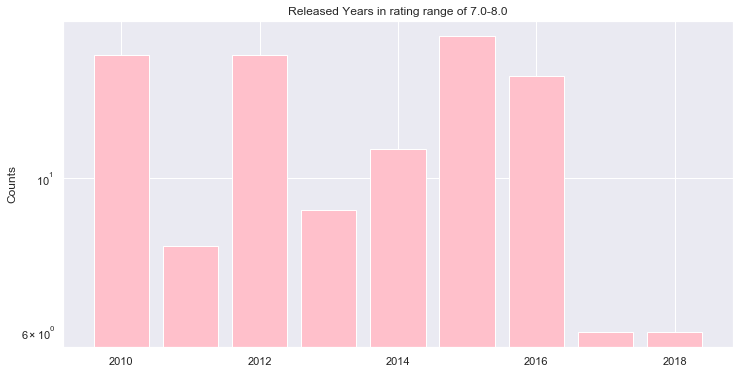 Released Years in rating range of 7.0-8.0
Counts
10¹
6 × 10⁰
2010 2012 2014 2016 2018